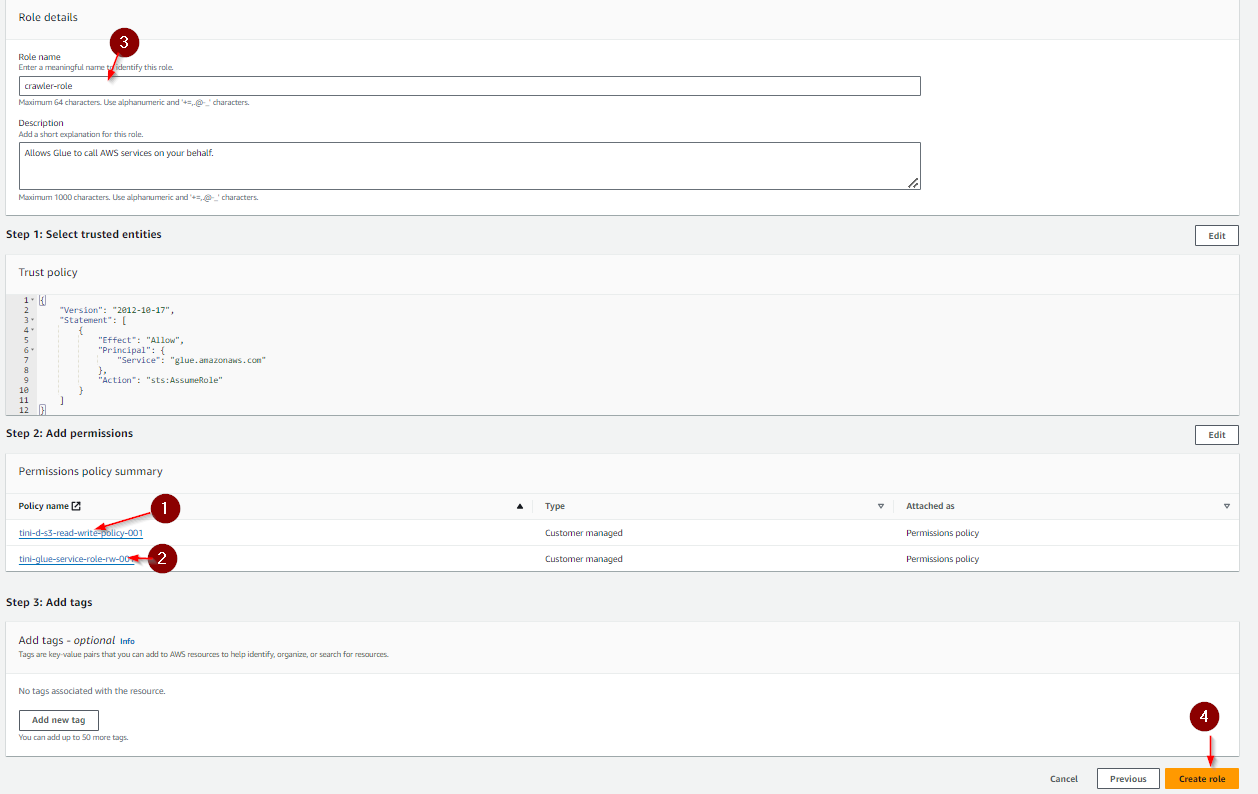 Role details
3
Role name
Enter a meaningful name to identify this role.
crawler-role
Maximum 64 characters. Use alphanumeric and '+=,.@-_' characters.
Description
Add a short explanation for this role.
Allows Glue to call AWS services on your behalf.
Maximum 1000 characters. Use alphanumeric and '+=,.@-_' characters.
Step 1: Select trusted entities
Edit
Trust policy
1 {
2 "Version": "2012-10-17",
3 "Statement": [
4 {
5 "Effect": "Allow",
6 "Principal": {
7 "Service": "glue.amazonaws.com"
8 },
9 "Action": "sts:AssumeRole"
10 }
11 ]
12 }
Step 2: Add permissions
Edit
Permissions policy summary
Policy name Type Attached as
1
tini-d-s3-read-write-policy-001 Customer managed Permissions policy
tini-glue-service-role-rw-001 Customer managed Permissions policy
2
Step 3: Add tags
Add tags - optional Info
Tags are key-value pairs that you can add to AWS resources to help identify, organize, or search for resources.
No tags associated with the resource.
Add new tag
You can add up to 50 more tags.
4
Cancel Previous Create role